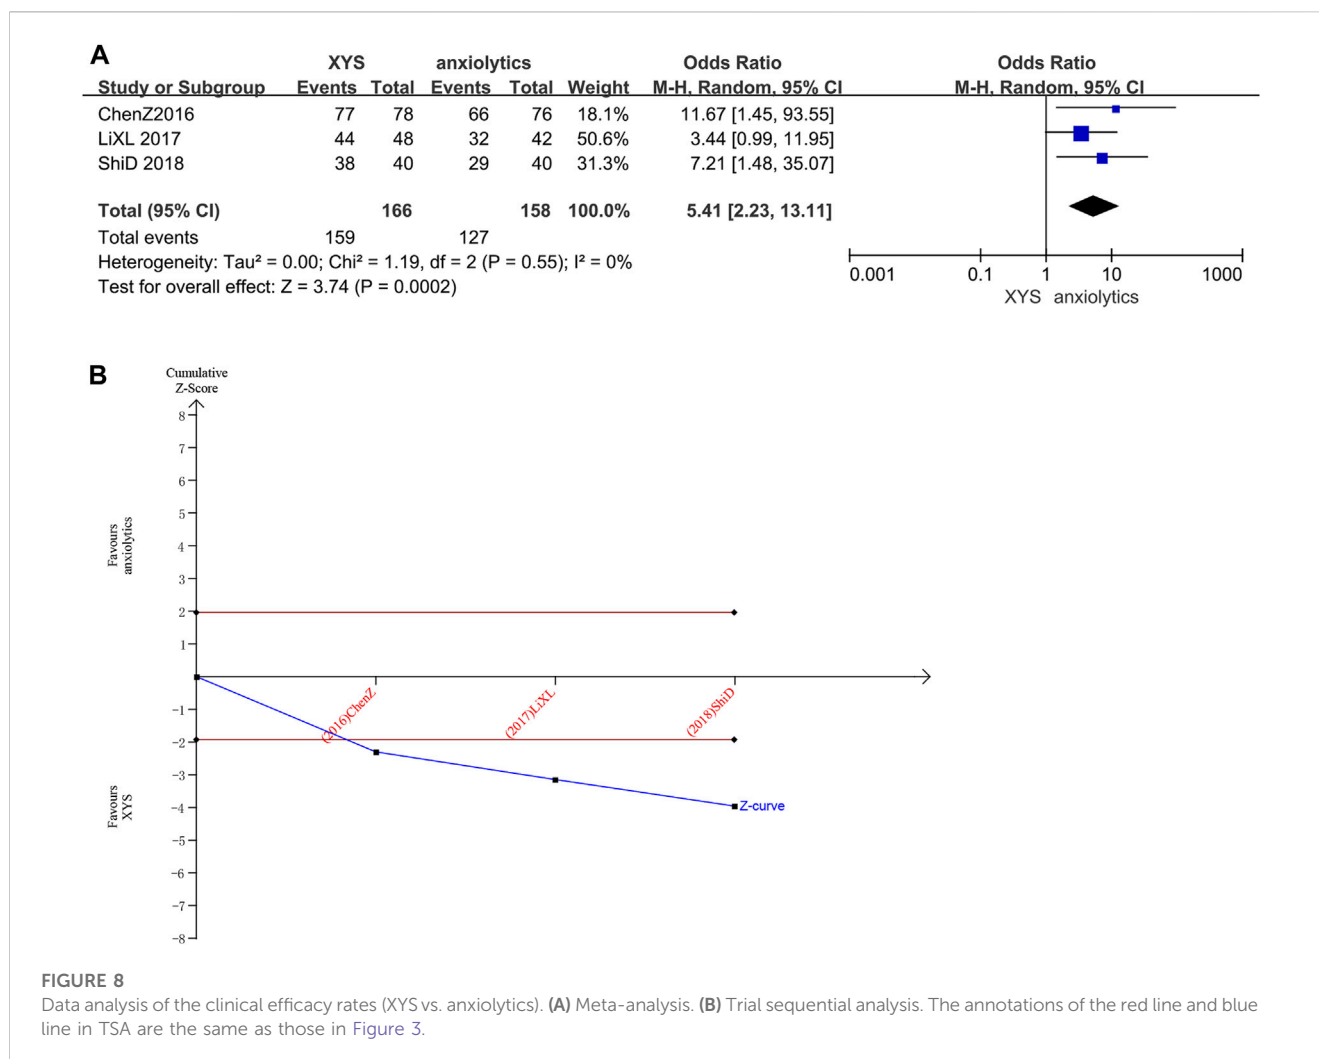 A
XYS anxiolytics Odds Ratio Odds Ratio
Study or Subgroup Events Total Events Total Weight M-H, Random, 95% CI M-H, Random, 95% CI
ChenZ2016 77 78 66 76 18.1% 11.67 [1.45, 93.55]
LiXL 2017 44 48 32 42 50.6% 3.44 [0.99, 11.95]
ShiD 2018 38 40 29 40 31.3% 7.21 [1.48, 35.07]
Total (95% CI) 166 158 100.0% 5.41 [2.23, 13.11]
Total events 159 127
Heterogeneity: Tau² = 0.00; Chi² = 1.19, df = 2 (P = 0.55); I² = 0%
Test for overall effect: Z = 3.74 (P = 0.0002)
0.001 0.1 1 10 1000
XYS anxiolytics
B
Cumulative
Z-Score
8
7
6
5
4
3
2
1
-1
-2
-3
-4
-5
-6
-7
-8
Favours
anxiolytics
Favours
XYS
(2016)ChenZ
(2017)LiXL
(2018)ShiD
Z-curve
FIGURE 8
Data analysis of the clinical efficacy rates (XYS vs. anxiolytics). (A) Meta-analysis. (B) Trial sequential analysis. The annotations of the red line and blue
line in TSA are the same as those in Figure 3.